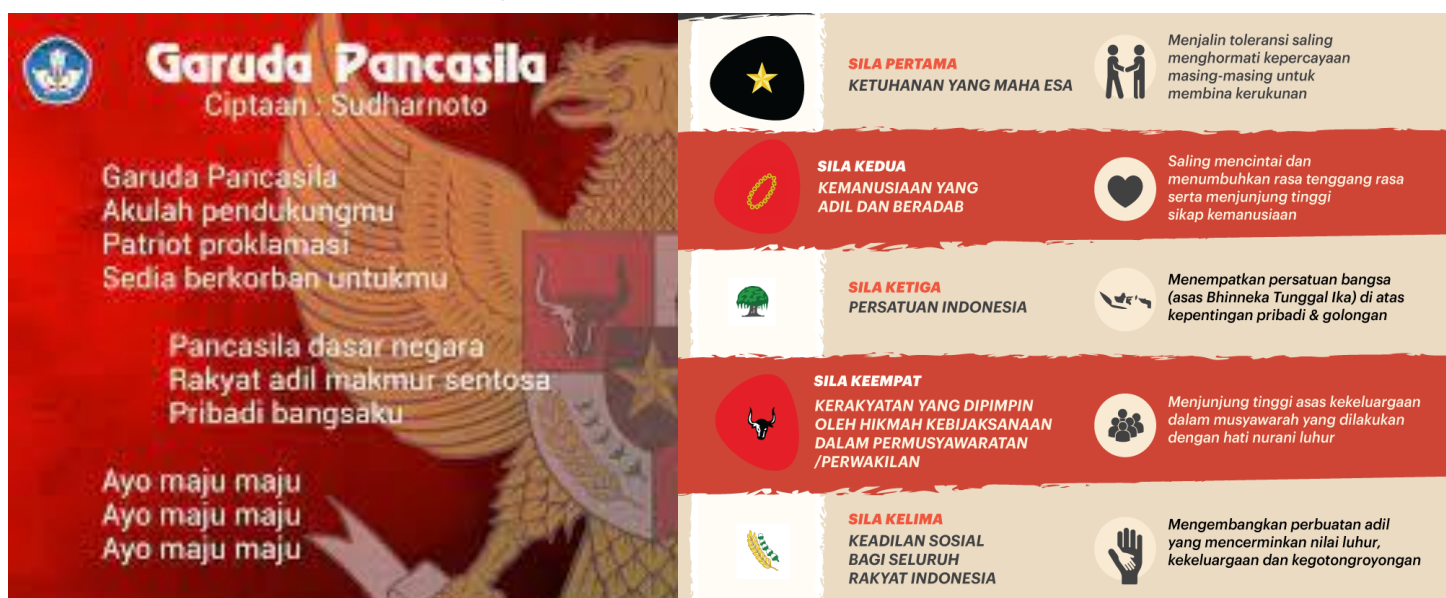 Garuda Pancasila
Ciptaan : Sudharnoto
Garuda Pancasila
Akulah pendukungmu
Patriot proklamasi
Sedia berkorban untukmu
Pancasila dasar negara
Rakyat adil makmur sentosa
Pribadi bangsaku
Ayo maju maju
Ayo maju maju
Ayo maju maju
SILA PERTAMA
KETUHANAN YANG MAHA ESA
Menjalin toleransi saling
menghormati kepercayaan
masing-masing untuk
membina kerukunan
SILA KEDUA
KEMANUSIAAN YANG
ADIL DAN BERADAB
Saling mencintai dan
menumbuhkan rasa tenggang rasa
serta menjunjung tinggi
sikap kemanusiaan
SILA KETIGA
PERSATUAN INDONESIA
Menempatkan persatuan bangsa
(asas Bhinneka Tunggal Ika) di atas
kepentingan pribadi & golongan
SILA KEEMPAT
KERAKYATAN YANG DIPIMPIN
OLEH HIKMAH KEBIJAKSANAAN
DALAM PERMUSYAWARATAN
/PERWAKILAN
Menjunjung tinggi asas kekeluargaan
dalam musyawarah yang dilakukan
dengan hati nurani luhur
SILA KELIMA
KEADILAN SOSIAL
BAGI SELURUH
RAKYAT INDONESIA
Mengembangkan perbuatan adil
yang mencerminkan nilai luhur,
kekeluargaan dan kegotongroyongan